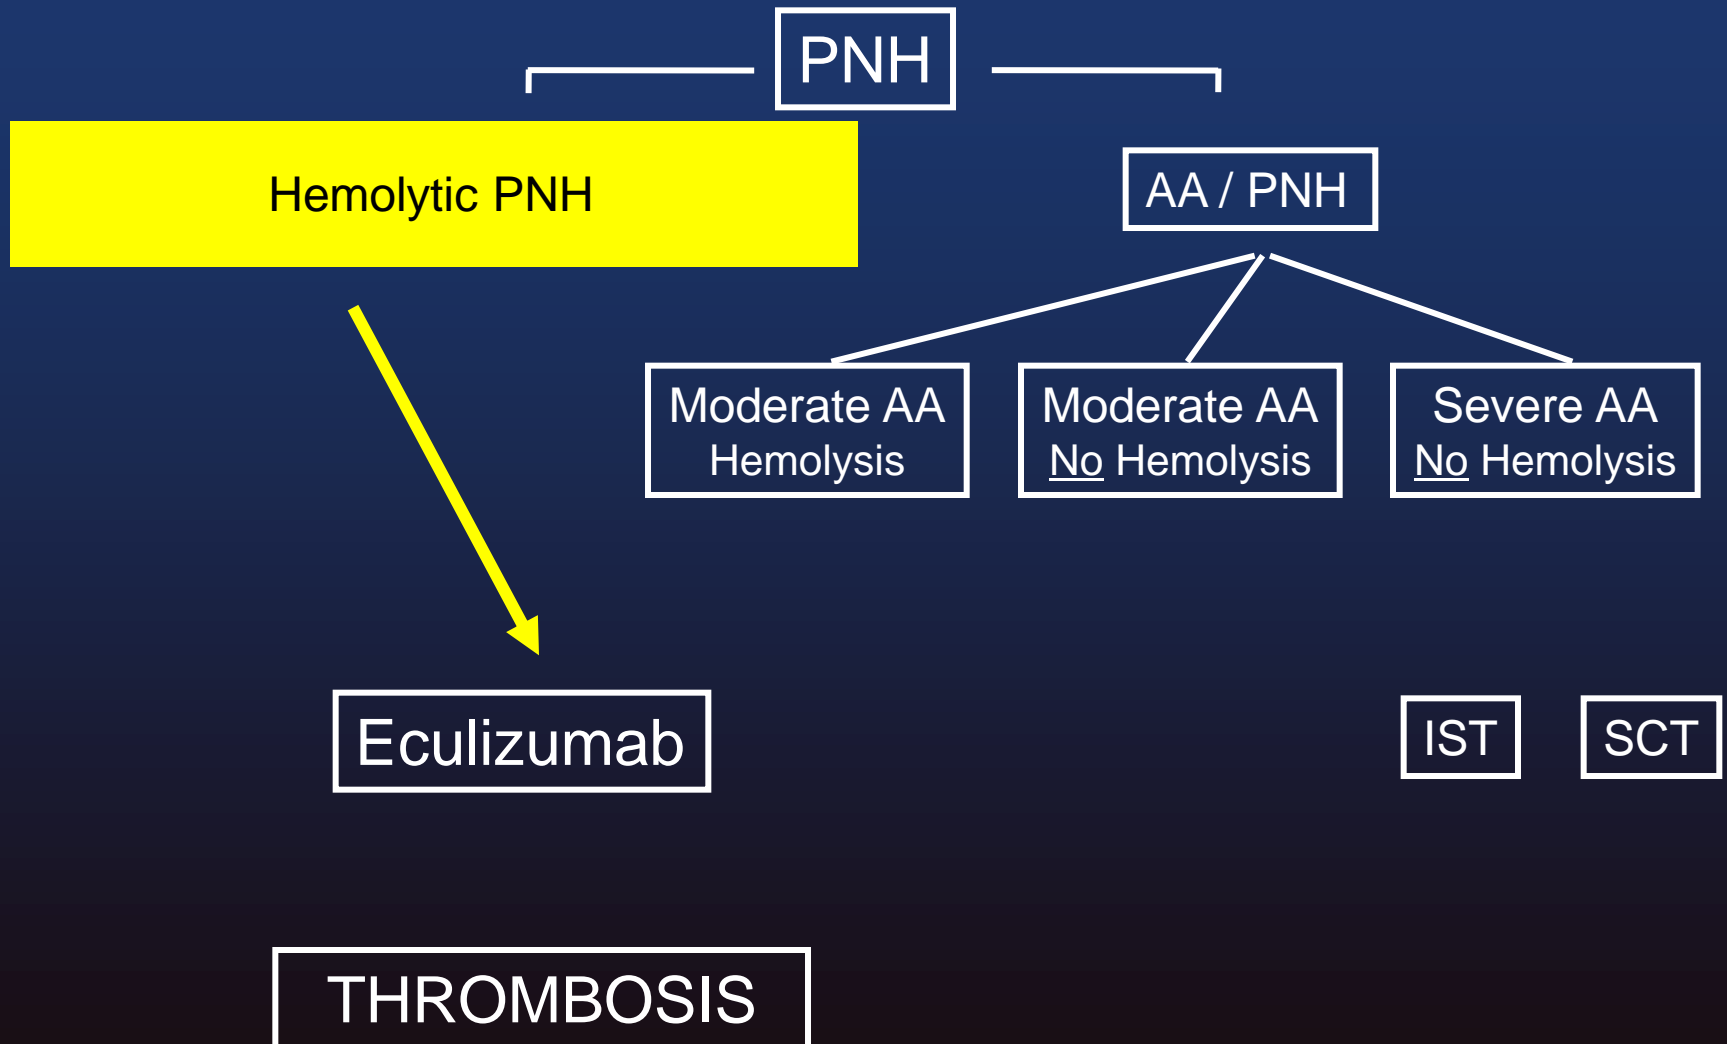 PNH
Hemolytic PNH
AA / PNH
Moderate AA
Hemolysis
Moderate AA
No Hemolysis
Severe AA
No Hemolysis
Eculizumab
IST
SCT
THROMBOSIS